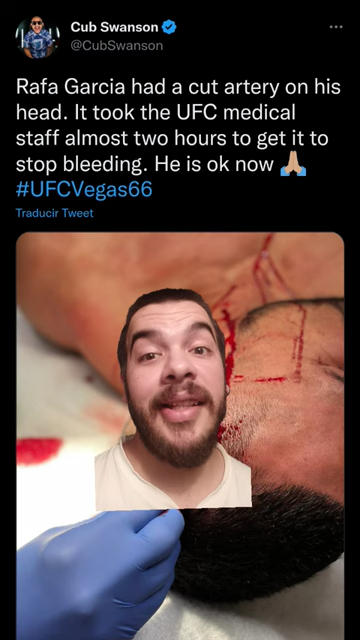 Cub Swanson
@CubSwanson
Rafa Garcia had a cut artery on his
head. It took the UFC medical
staff almost two hours to get it to
stop bleeding. He is ok now 🙏🏼
#UFCVegas66
Traducir Tweet